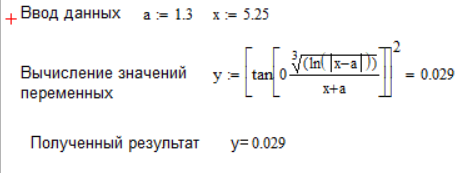 Ввод данных a := 1.3 x := 5.25
Вычисление значений переменных y := [tan[0 ∛(ln(|x−a|)) / (x+a)]]² = 0.029
Полученный результат y= 0.029